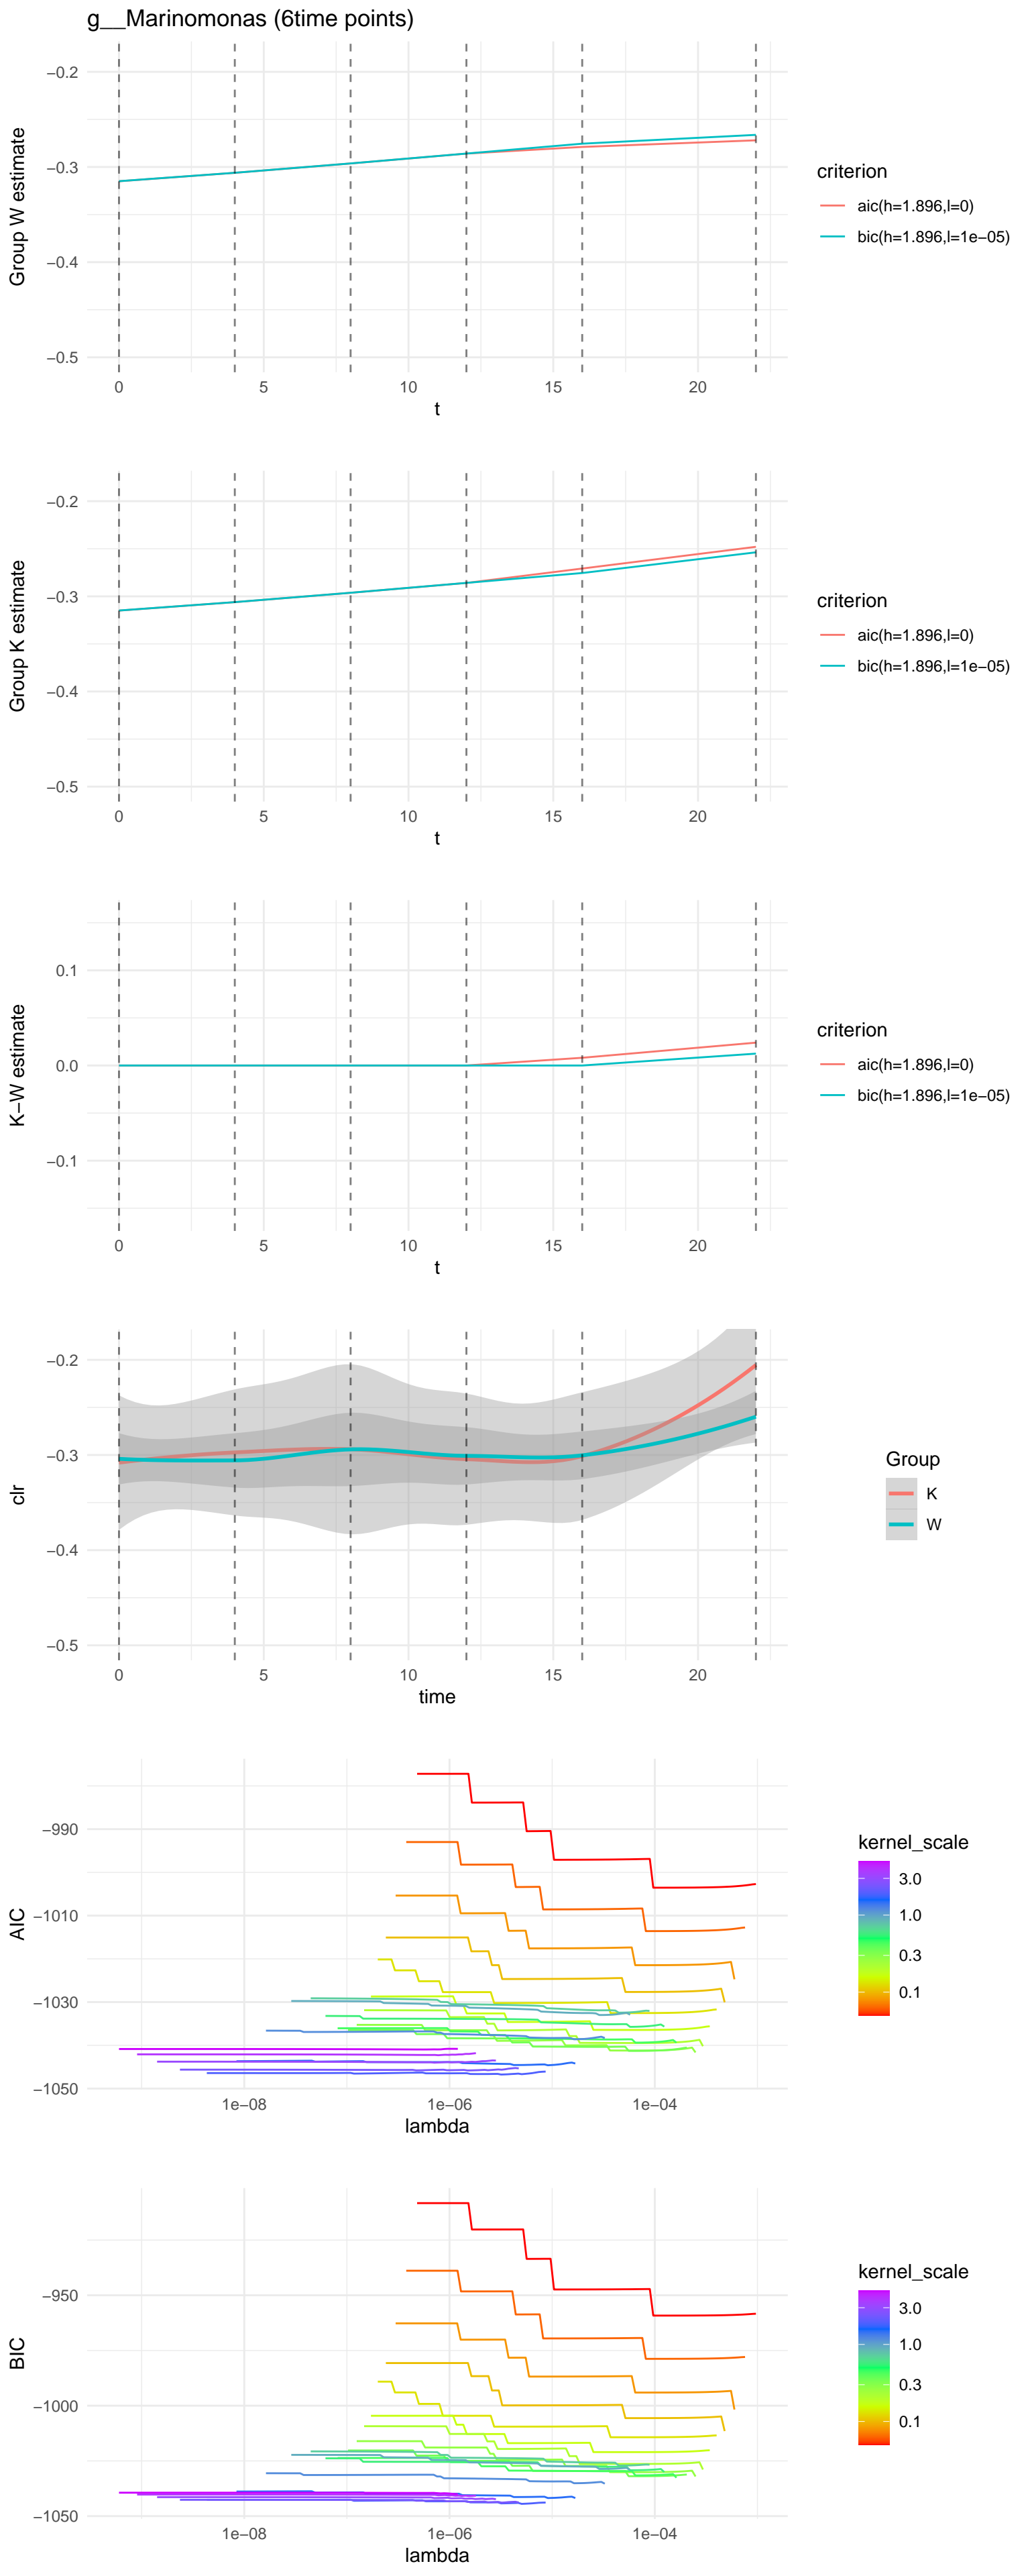 g__Marinomonas (6time points)
Group W estimate
−0.2
−0.3
−0.4
−0.5
0 5 10 15 20
t
criterion
aic(h=1.896,l=0)
bic(h=1.896,l=1e−05)
Group K estimate
−0.2
−0.3
−0.4
−0.5
0 5 10 15 20
t
criterion
aic(h=1.896,l=0)
bic(h=1.896,l=1e−05)
K−W estimate
0.1
0.0
−0.1
0 5 10 15 20
t
criterion
aic(h=1.896,l=0)
bic(h=1.896,l=1e−05)
clr
−0.2
−0.3
−0.4
−0.5
0 5 10 15 20
time
Group
K
W
AIC
−990
−1010
−1030
−1050
1e−08 1e−06 1e−04
lambda
kernel_scale
3.0
1.0
0.3
0.1
BIC
−950
−1000
−1050
1e−08 1e−06 1e−04
lambda
kernel_scale
3.0
1.0
0.3
0.1